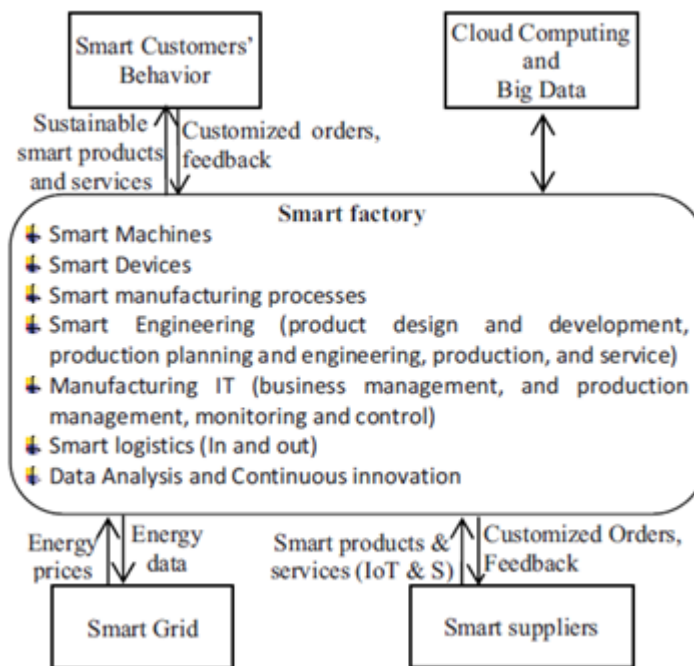 Smart Customers'
Behavior
Cloud Computing
and
Big Data
Sustainable
smart products
and services
Customized orders,
feedback
Smart factory
Smart Machines
Smart Devices
Smart manufacturing processes
Smart Engineering (product design and development,
production planning and engineering, production, and service)
Manufacturing IT (business management, and production
management, monitoring and control)
Smart logistics (In and out)
Data Analysis and Continuous innovation
Energy
prices
Energy
data
Smart products &
services (IoT & S)
Customized Orders,
Feedback
Smart Grid
Smart suppliers